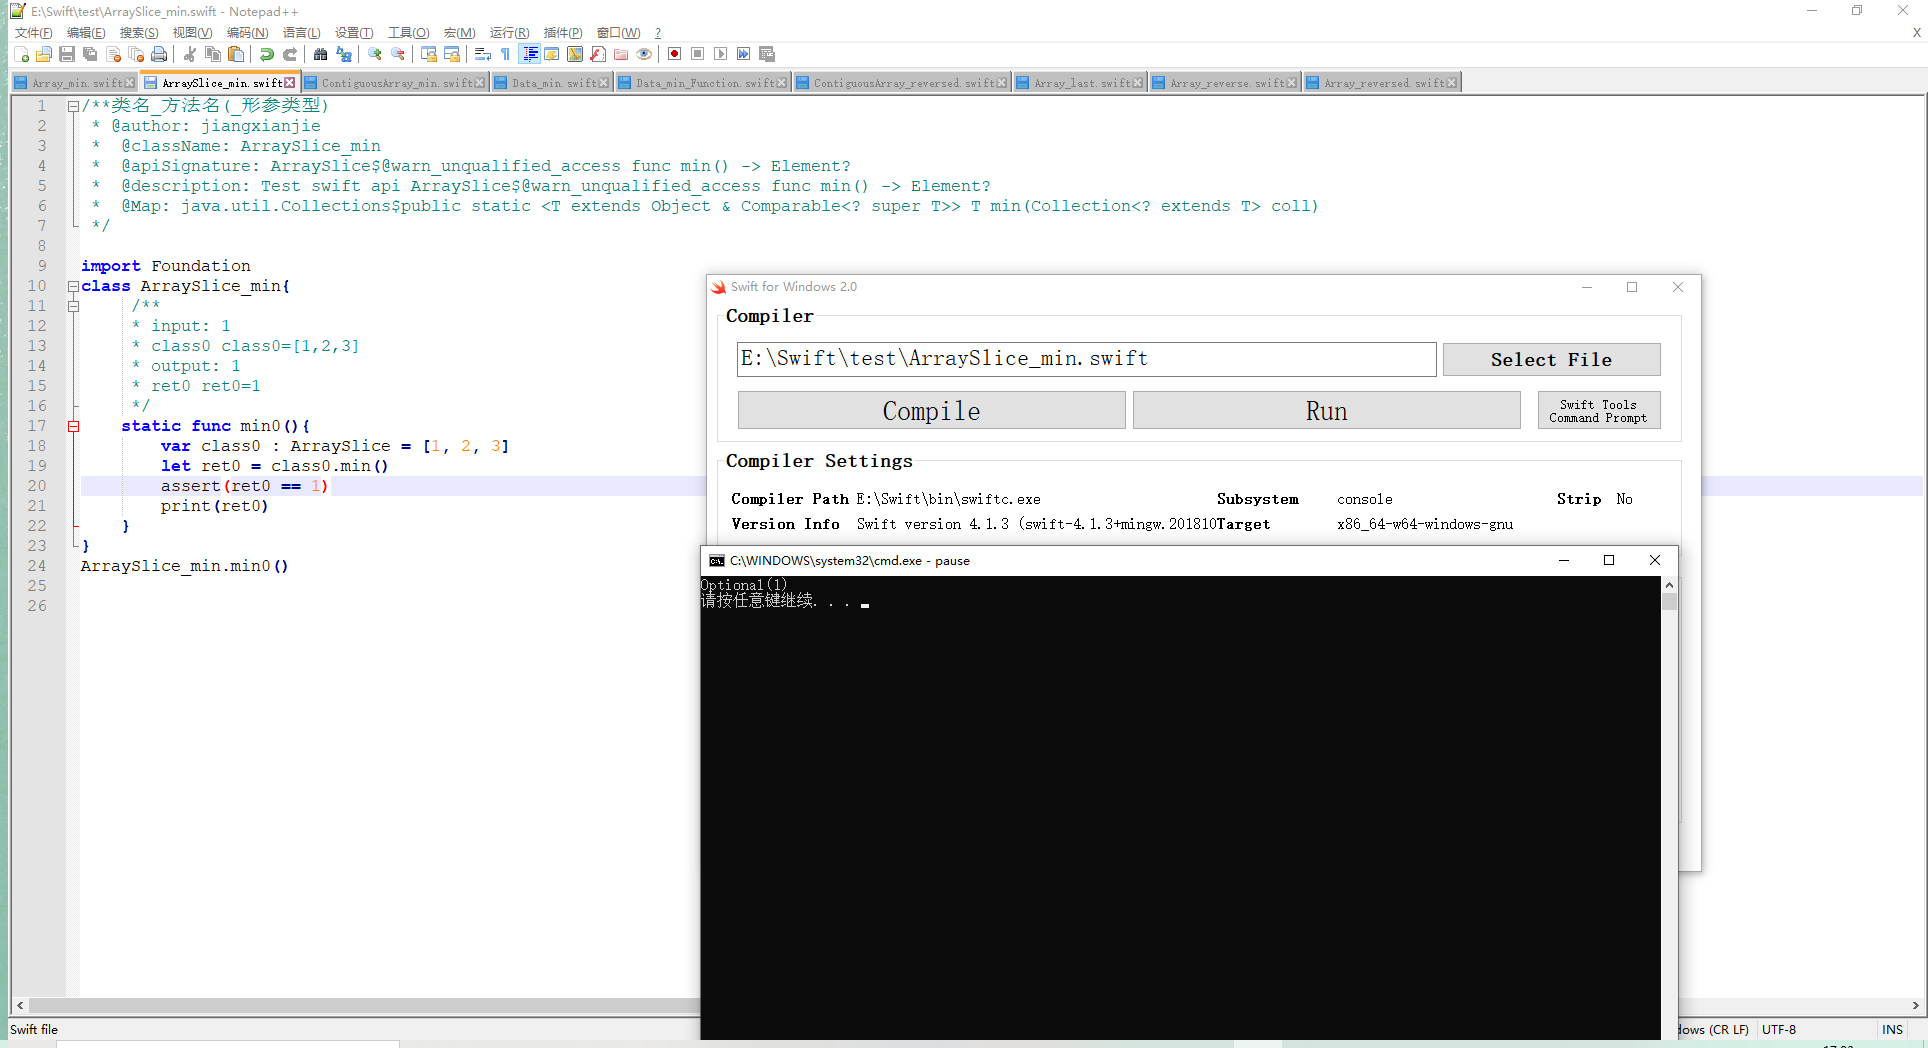 E:\Swift\test\ArraySlice_min.swift - Notepad++
文件(F) 编辑(E) 搜索(S) 视图(V) 编码(N) 语言(L) 设置(T) 工具(O) 宏(M) 运行(R) 插件(P) 窗口(W) ? X
Array_min.swift ArraySlice_min.swift ContiguousArray_min.swift Data_min.swift Data_min_Function.swift ContiguousArray_reversed.swift Array_last.swift Array_reverse.swift Array_reversed.swift
1 /**类名_方法名(_形参类型)
2 * @author: jiangxianjie
3 * @className: ArraySlice_min
4 * @apiSignature: ArraySlice$@warn_unqualified_access func min() -> Element?
5 * @description: Test swift api ArraySlice$@warn_unqualified_access func min() -> Element?
6 * @Map: java.util.Collections$public static <T extends Object & Comparable<? super T>> T min(Collection<? extends T> coll)
7 */
8
9 import Foundation
10 class ArraySlice_min{
11 /**
12 * input: 1
13 * class0 class0=[1,2,3]
14 * output: 1
15 * ret0 ret0=1
16 */
17 static func min0(){
18 var class0 : ArraySlice = [1, 2, 3]
19 let ret0 = class0.min()
20 assert(ret0 == 1)
21 print(ret0)
22 }
23 }
24 ArraySlice_min.min0()
25
26
Swift for Windows 2.0
Compiler
E:\Swift\test\ArraySlice_min.swift Select File
Compile Run Swift Tools
Command Prompt
Compiler Settings
Compiler Path E:\Swift\bin\swiftc.exe Subsystem console Strip No
Version Info Swift version 4.1.3 (swift-4.1.3+mingw.201810 Target x86_64-w64-windows-gnu
C:\WINDOWS\system32\cmd.exe - pause
Optional(1)
请按任意键继续. . .
Swift file dows (CR LF) UTF-8 INS